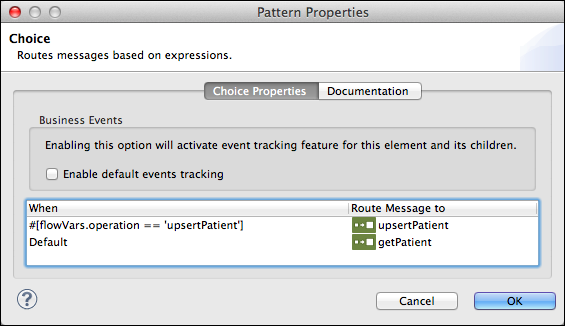 Pattern Properties
Choice
Routes messages based on expressions.
Choice Properties Documentation
Business Events
Enabling this option will activate event tracking feature for this element and its children.
Enable default events tracking
When Route Message to
#[flowVars.operation == 'upsertPatient'] upsertPatient
Default getPatient
? Cancel OK